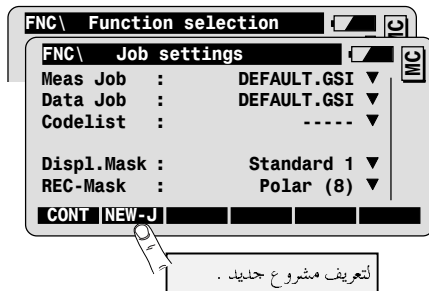 FNC\ Function selection
MC
FNC\ Job settings
MC
Meas Job : DEFAULT.GSI ▼
Data Job : DEFAULT.GSI ▼
Codelist : ----- ▼
Displ.Mask : Standard 1 ▼
REC-Mask : Polar (8) ▼
CONT NEW-J
لتعريف مشروع جديد .